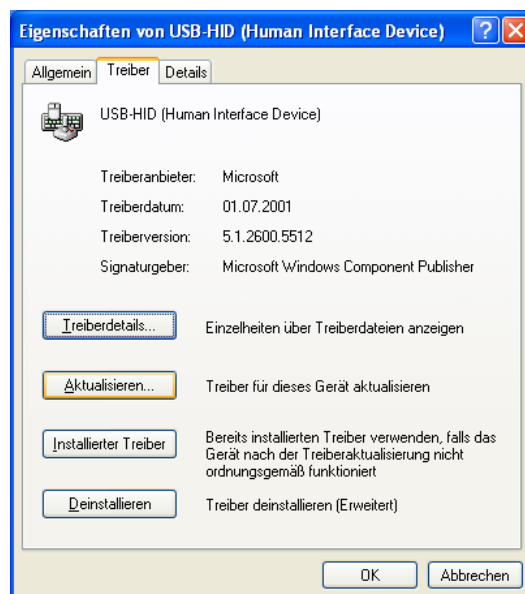 Eigenschaften von USB-HID (Human Interface Device)
Allgemein Treiber Details
USB-HID (Human Interface Device)
Treiberanbieter: Microsoft
Treiberdatum: 01.07.2001
Treiberversion: 5.1.2600.5512
Signaturgeber: Microsoft Windows Component Publisher
Treiberdetails... Einzelheiten über Treiberdateien anzeigen
Aktualisieren... Treiber für dieses Gerät aktualisieren
Installierter Treiber Bereits installierten Treiber verwenden, falls das
Gerät nach der Treiberaktualisierung nicht
ordnungsgemäß funktioniert
Deinstallieren Treiber deinstallieren (Erweitert)
OK Abbrechen